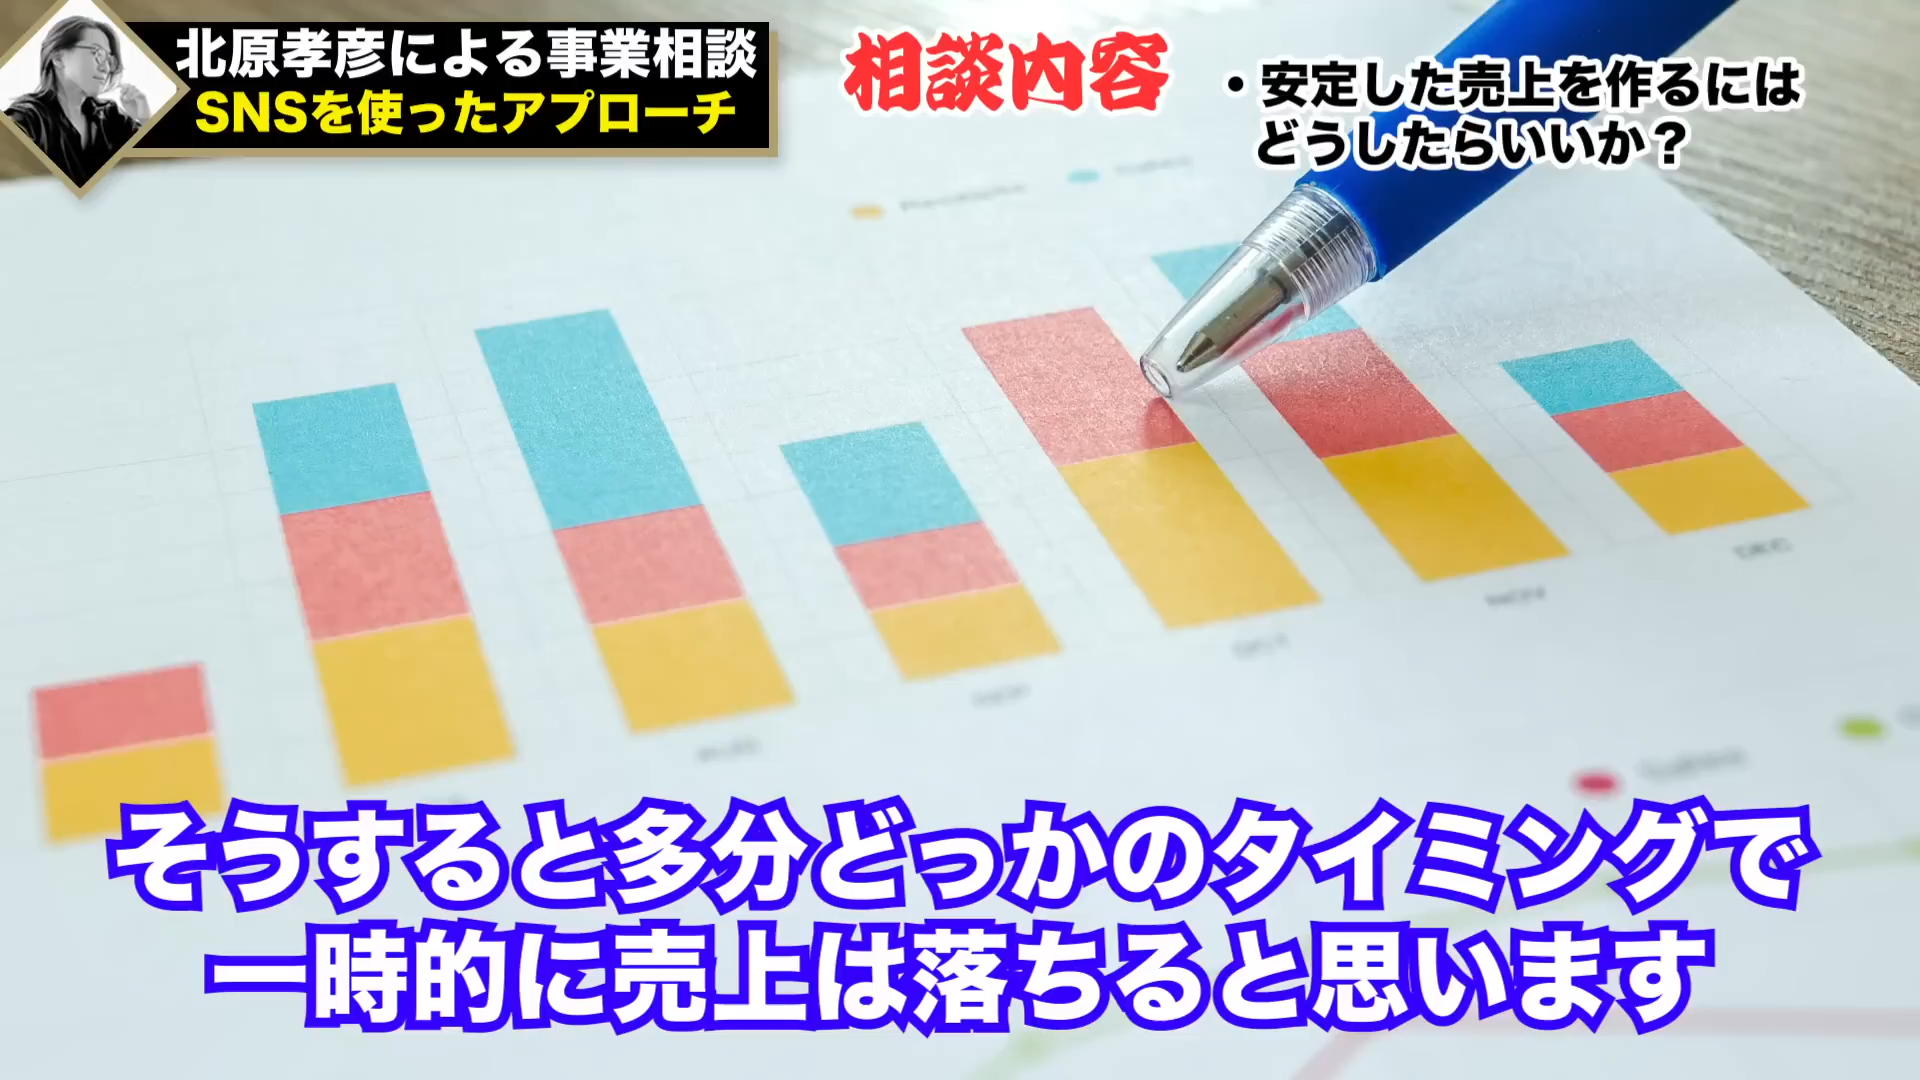 北原孝彦による事業相談
SNSを使ったアプローチ
相談内容
・安定した売上を作るには
どうしたらいいか？
NOV
DEC
そうすると多分どっかのタイミングで
一時的に売上は落ちると思います